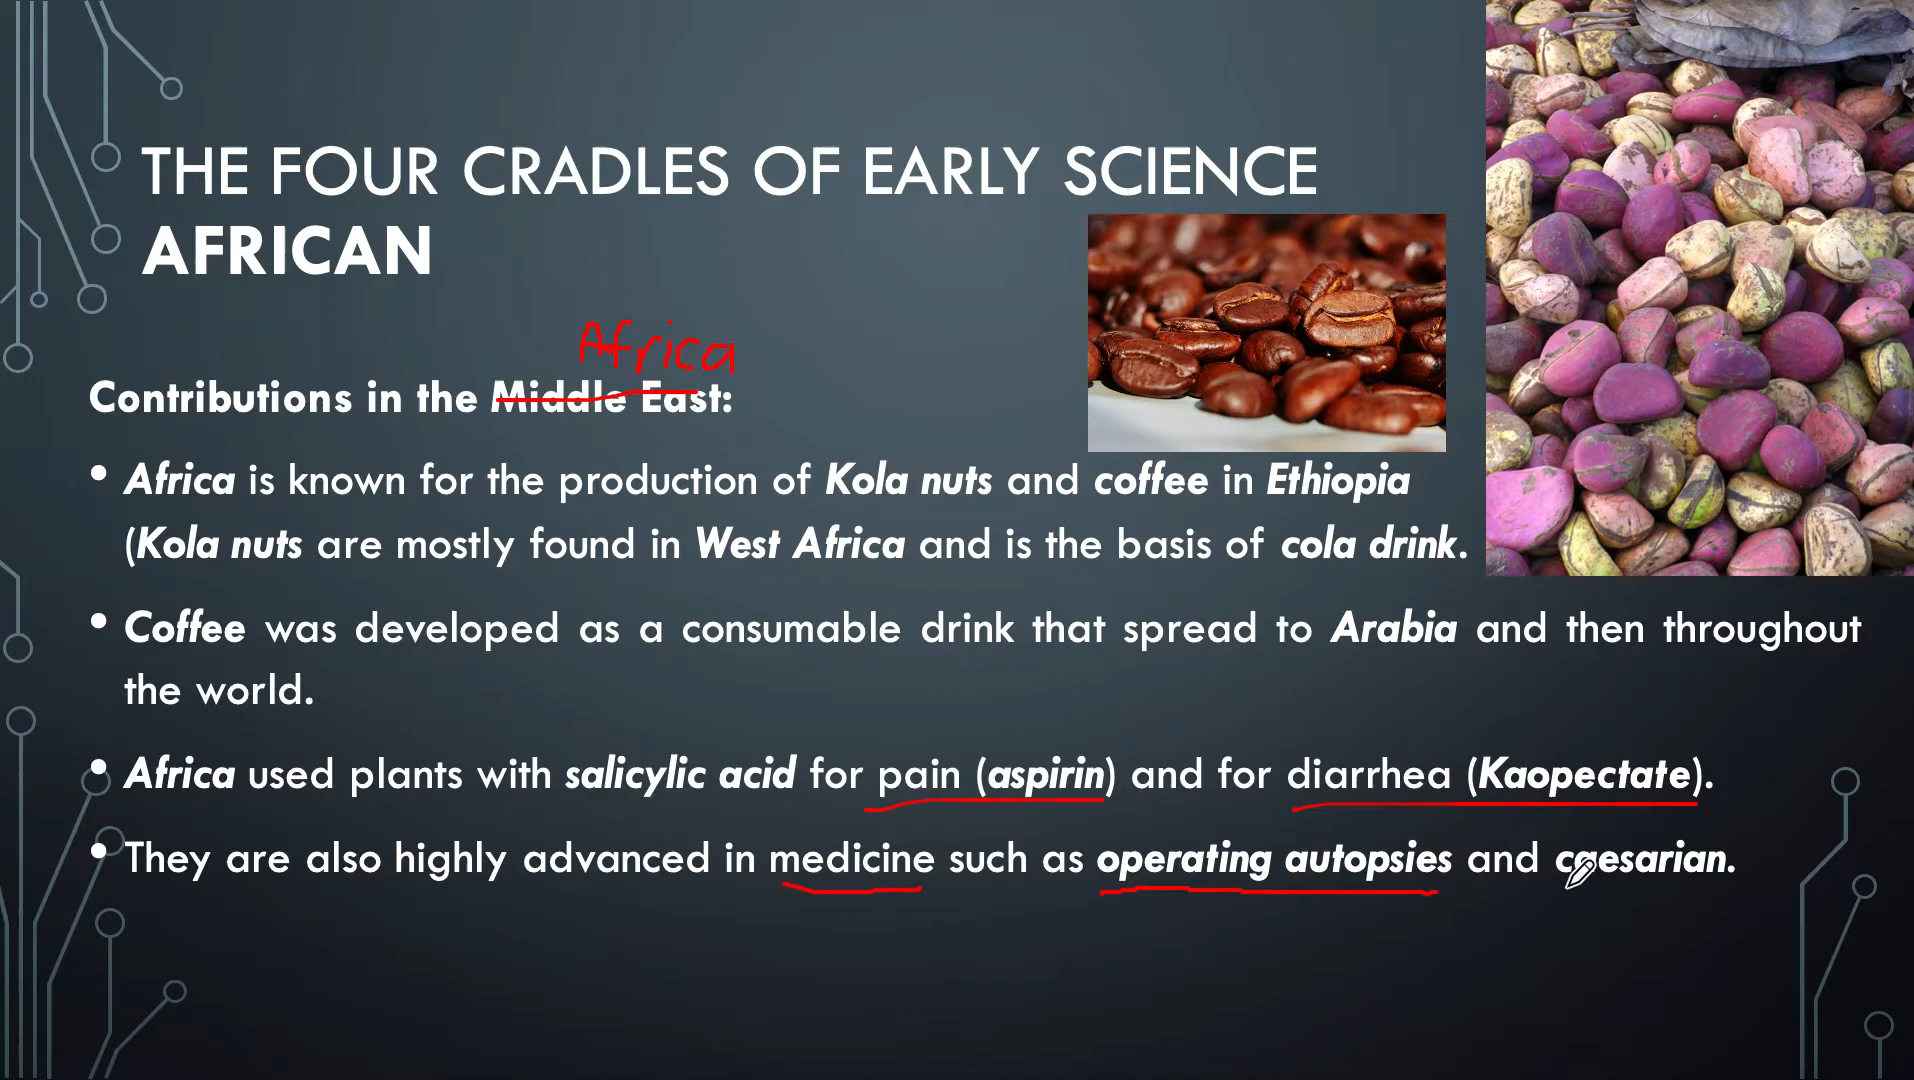 THE FOUR CRADLES OF EARLY SCIENCE
AFRICAN
Africa
Contributions in the Middle East:
• Africa is known for the production of Kola nuts and coffee in Ethiopia
(Kola nuts are mostly found in West Africa and is the basis of cola drink.
• Coffee was developed as a consumable drink that spread to Arabia and then throughout
the world.
• Africa used plants with salicylic acid for pain (aspirin) and for diarrhea (Kaopectate).
• They are also highly advanced in medicine such as operating autopsies and caesarian.